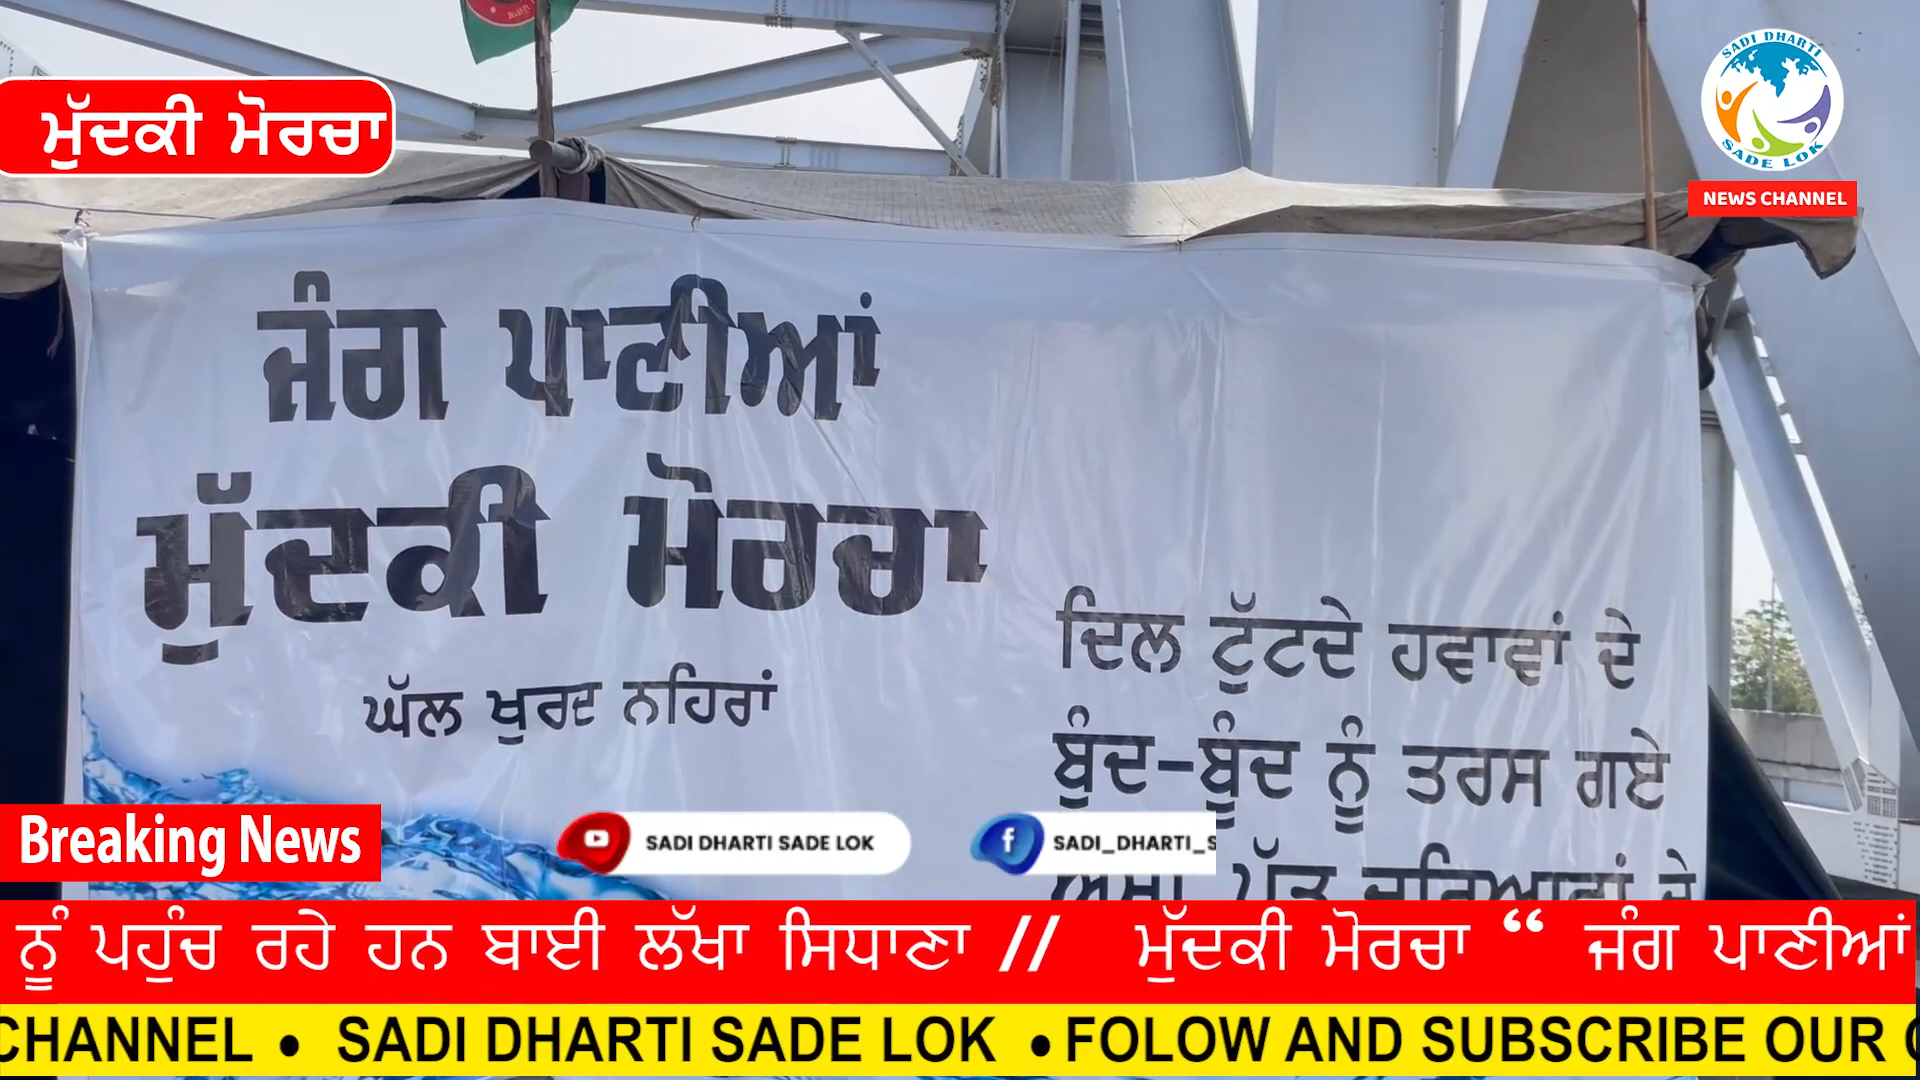 ਮੁੱਦਕੀ ਮੋਰਚਾ
SADI DHARTI
SADE LOK
NEWS CHANNEL
ਜੰਗ ਪਾਣੀਆਂ
ਮੁੱਦਕੀ ਮੋਰਚਾ
ਘੱਲ ਖੁਰਦ ਨਹਿਰਾਂ
ਦਿਲ ਟੁੱਟਦੇ ਹਵਾਵਾਂ ਦੇ
ਬੂੰਦ-ਬੂੰਦ ਨੂੰ ਤਰਸ ਗਏ
Breaking News
SADI DHARTI SADE LOK
SADI_DHARTI_S
ਨੂੰ ਪਹੁੰਚ ਰਹੇ ਹਨ ਬਾਈ ਲੱਖਾ ਸਿਧਾਣਾ // ਮੁੱਦਕੀ ਮੋਰਚਾ “ ਜੰਗ ਪਾਣੀਆਂ
CHANNEL • SADI DHARTI SADE LOK • FOLOW AND SUBSCRIBE OUR